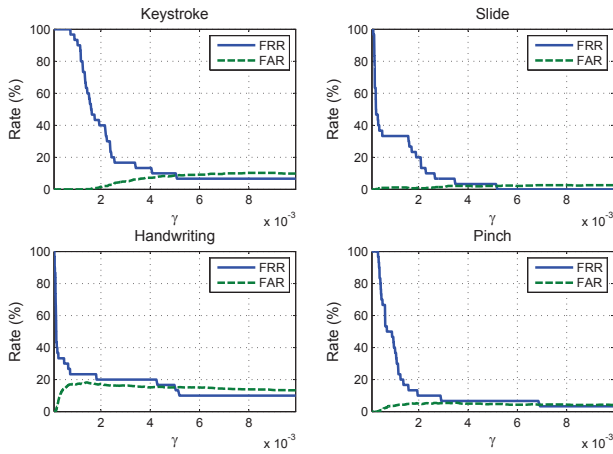 Keystroke
100
80
60
40
20
0
Rate (%)
FRR
FAR
2 4 6 8
γ
x 10⁻³
Slide
100
80
60
40
20
0
Rate (%)
FRR
FAR
2 4 6 8
γ
x 10⁻³
Handwriting
100
80
60
40
20
0
Rate (%)
FRR
FAR
2 4 6 8
γ
x 10⁻³
Pinch
100
80
60
40
20
0
Rate (%)
FRR
FAR
2 4 6 8
γ
x 10⁻³